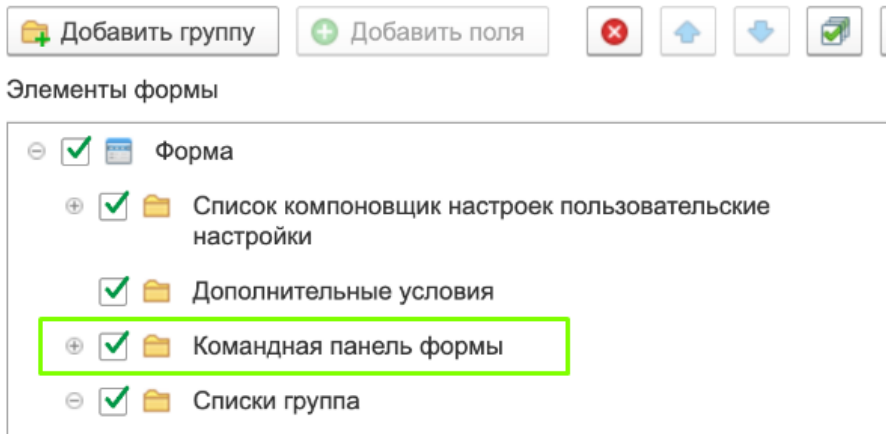 Добавить группу Добавить поля
Элементы формы
Форма
Список компоновщик настроек пользовательские
настройки
Дополнительные условия
Командная панель формы
Списки группа